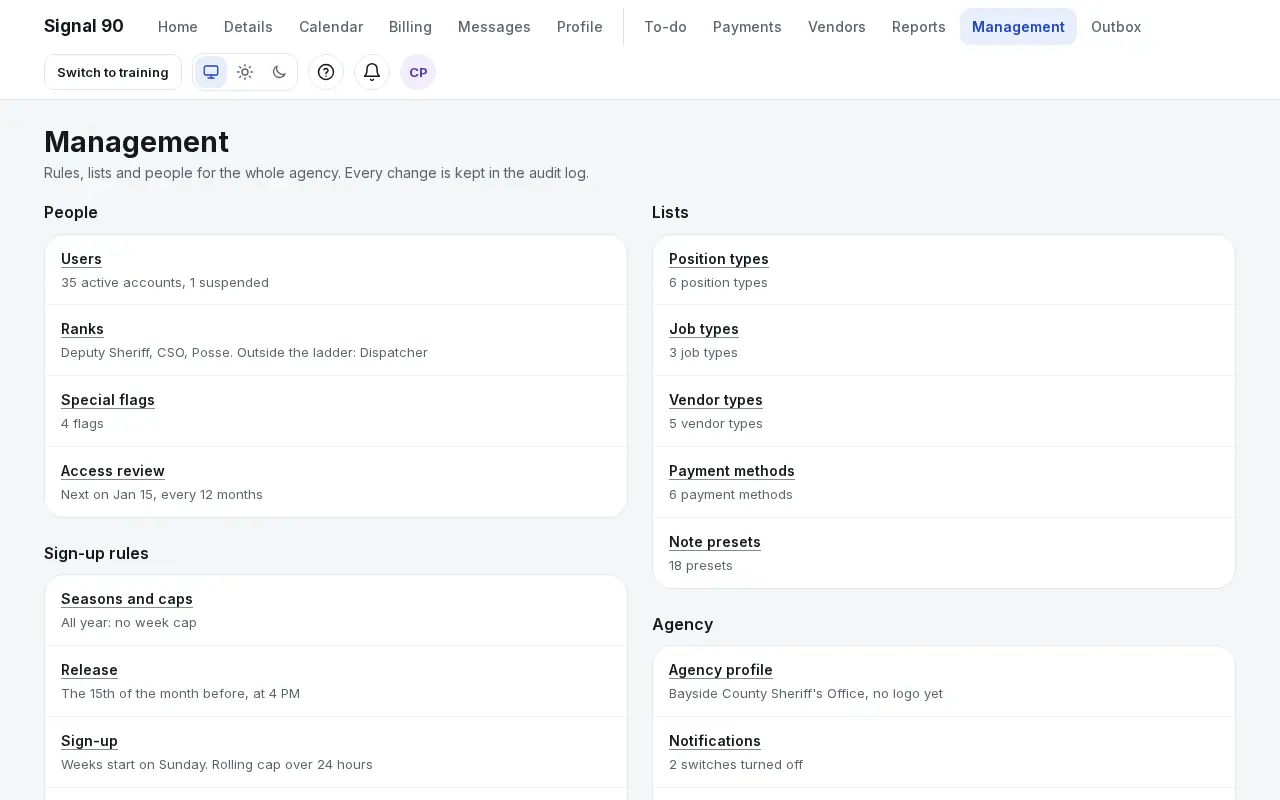 Signal 90
Home
Details
Calendar
Billing
Messages
Profile
To-do
Payments
Vendors
Reports
Management
Outbox
Switch to training
CP
Management
Rules, lists and people for the whole agency. Every change is kept in the audit log.
People
Users
35 active accounts, 1 suspended
Ranks
Deputy Sheriff, CSO, Posse. Outside the ladder: Dispatcher
Special flags
4 flags
Access review
Next on Jan 15, every 12 months
Sign-up rules
Seasons and caps
All year: no week cap
Release
The 15th of the month before, at 4 PM
Sign-up
Weeks start on Sunday. Rolling cap over 24 hours
Lists
Position types
6 position types
Job types
3 job types
Vendor types
5 vendor types
Payment methods
6 payment methods
Note presets
18 presets
Agency
Agency profile
Bayside County Sheriff's Office, no logo yet
Notifications
2 switches turned off